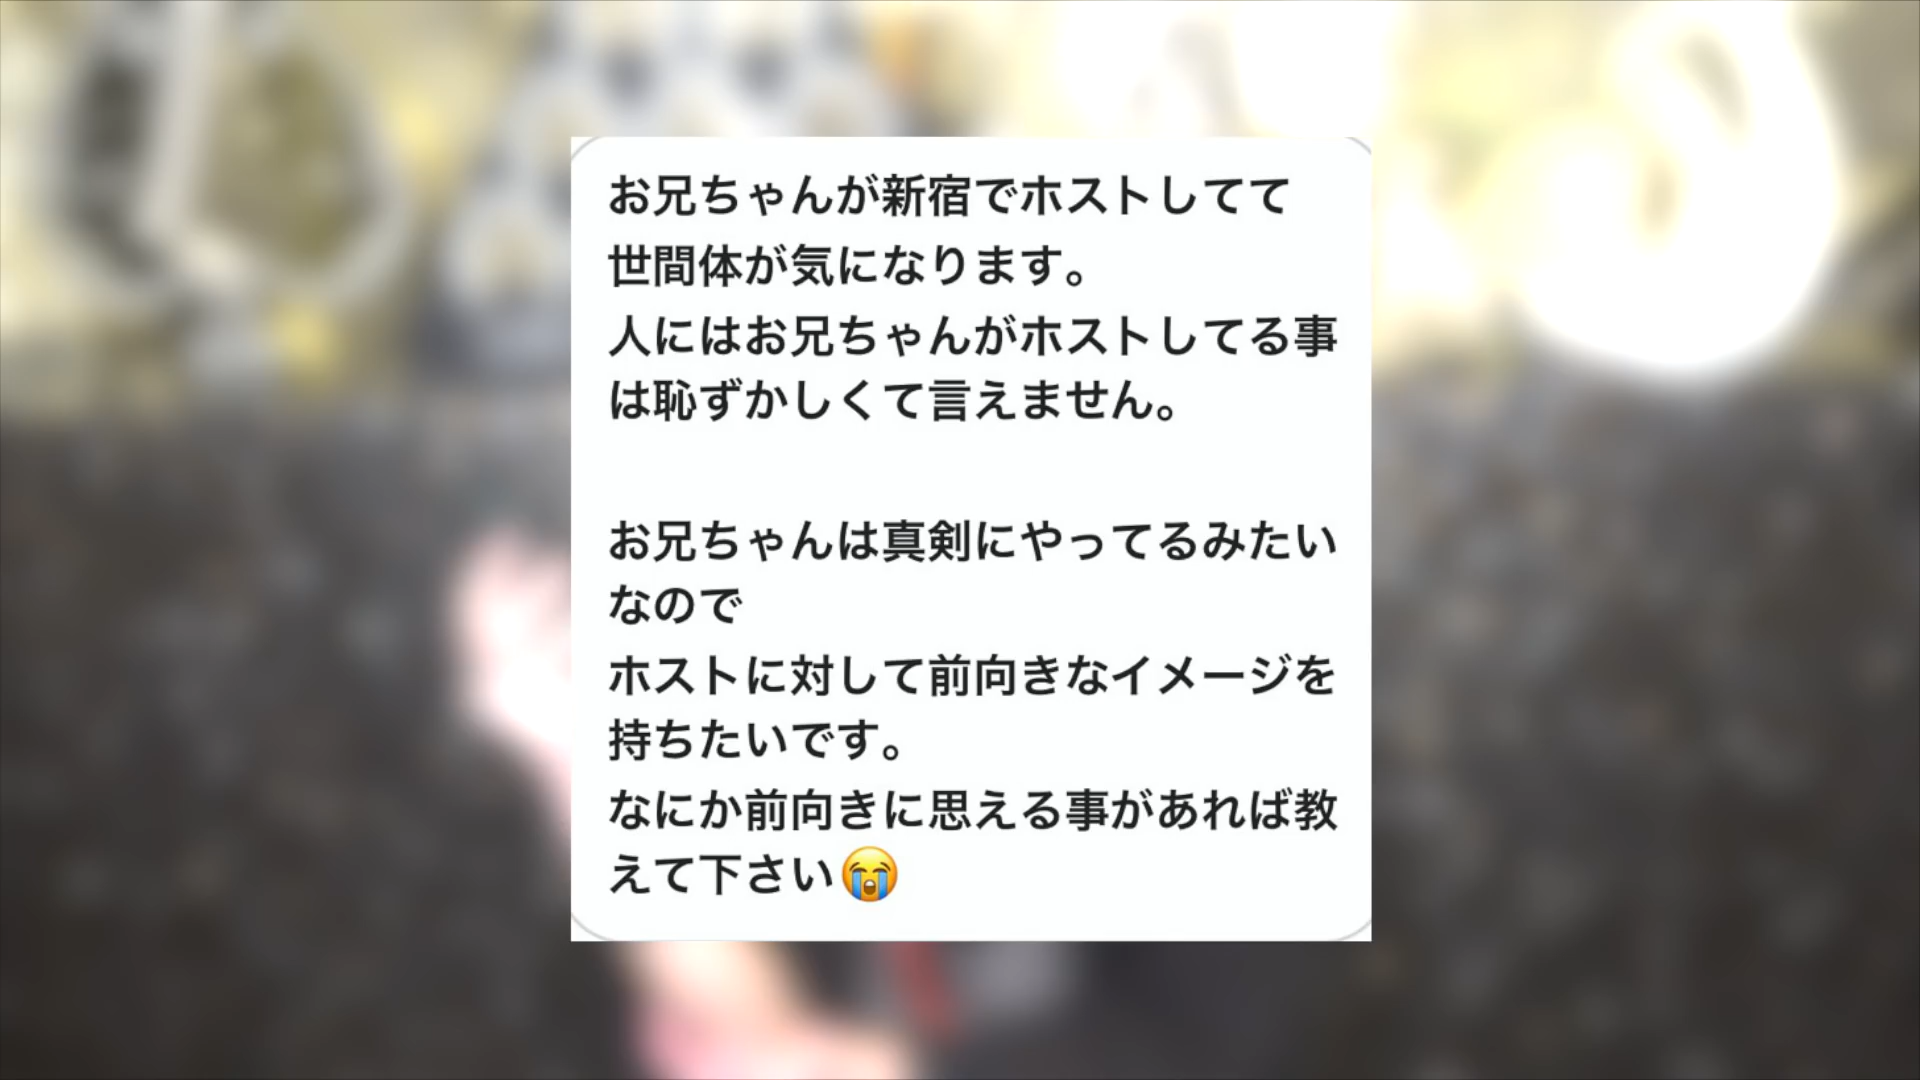 お兄ちゃんが新宿でホストしてて
世間体が気になります。
人にはお兄ちゃんがホストしてる事
は恥ずかしくて言えません。
お兄ちゃんは真剣にやってるみたい
なので
ホストに対して前向きなイメージを
持ちたいです。
なにか前向きに思える事があれば教
えて下さい😭